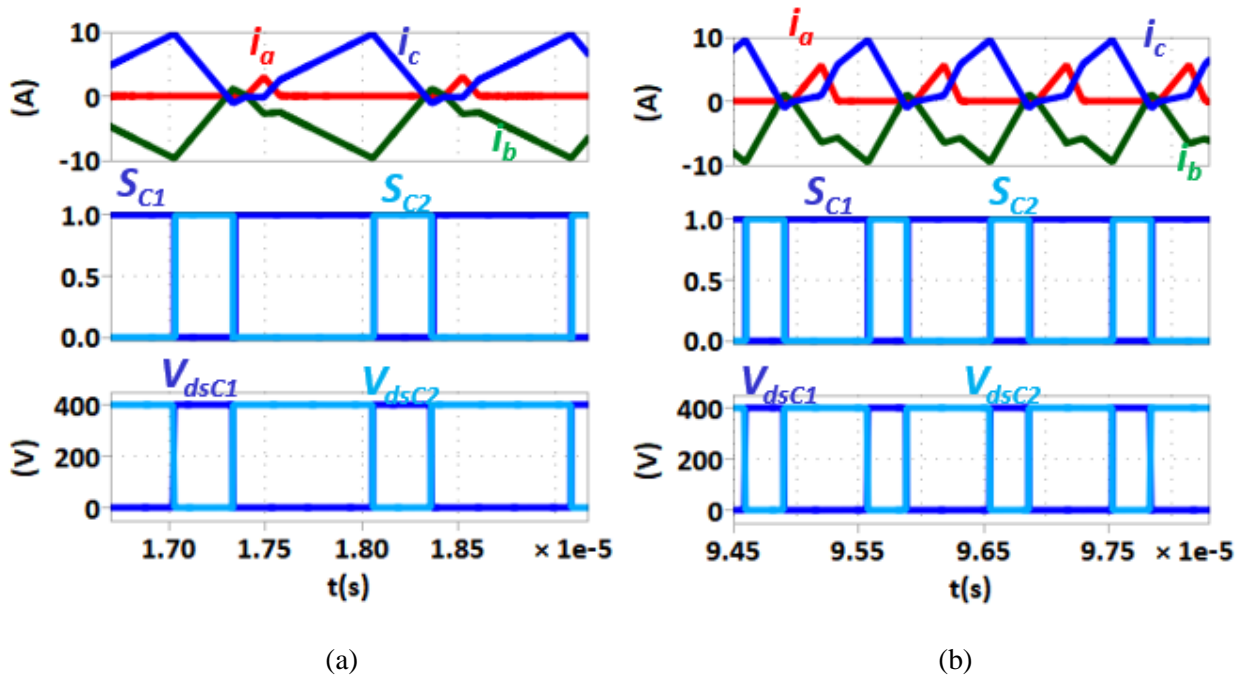 10
0
-10
(A)
i_a
i_c
i_b
S_C1
S_C2
1.0
0.5
0.0
V_dsC1
V_dsC2
400
200
0
(V)
1.70 1.75 1.80 1.85 × 1e-5
t(s)
(a)
10
0
-10
(A)
i_a
i_c
i_b
S_C1
S_C2
1.0
0.5
0.0
V_dsC1
V_dsC2
400
200
0
(V)
9.45 9.55 9.65 9.75 × 1e-5
t(s)
(b)